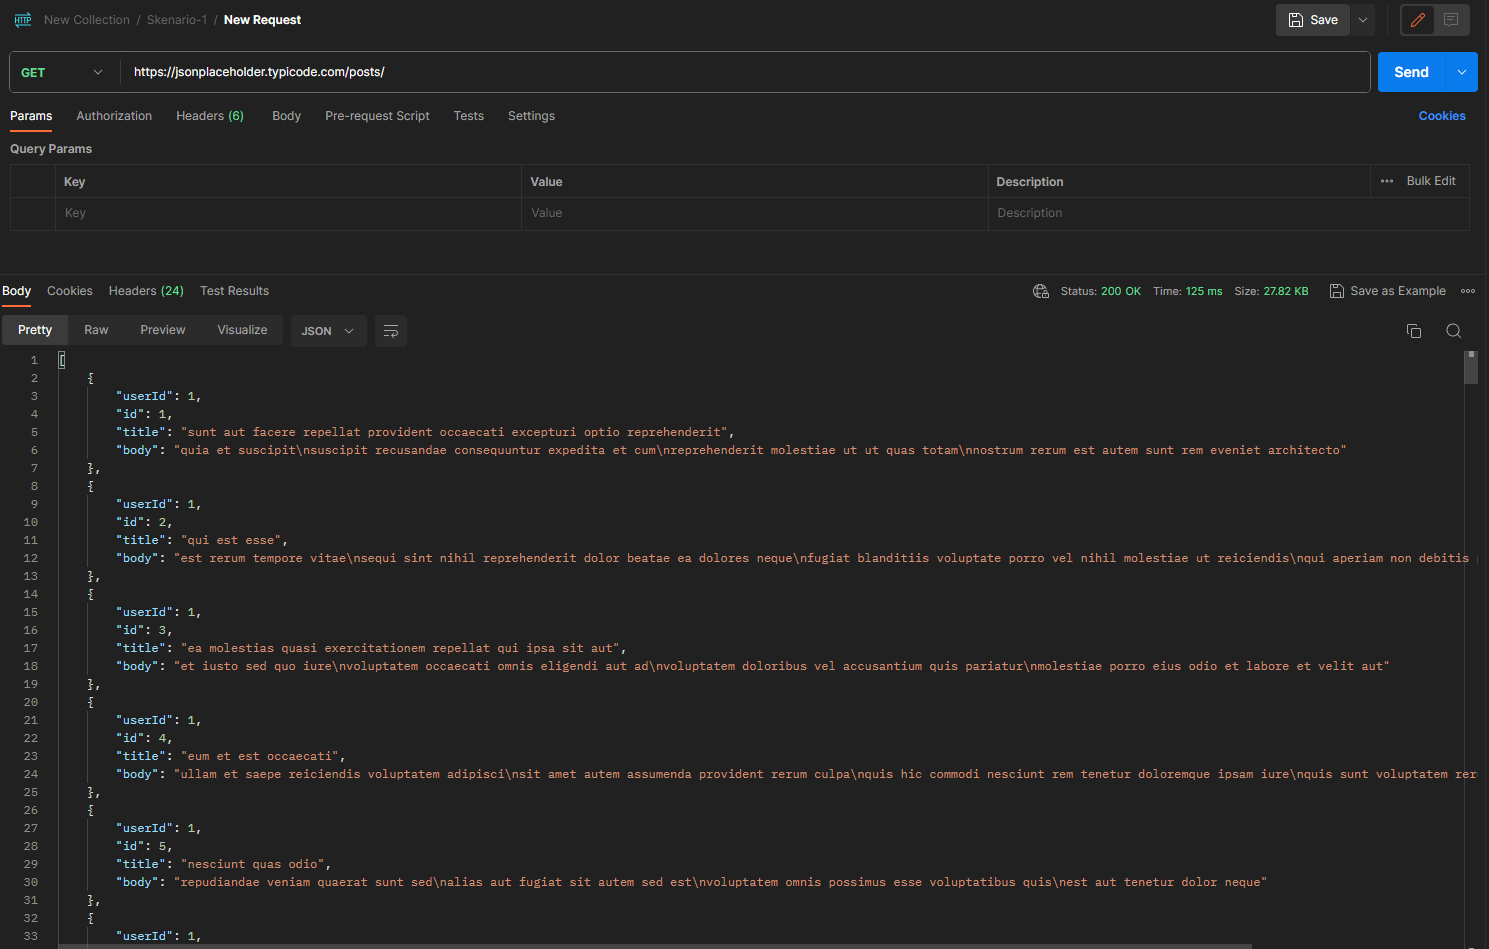 HTTP New Collection / Skenario-1 / New Request Save
GET https://jsonplaceholder.typicode.com/posts/ Send
Params Authorization Headers (6) Body Pre-request Script Tests Settings Cookies
Query Params
Key Value Description Bulk Edit
Key Value Description
Body Cookies Headers (24) Test Results Status: 200 OK Time: 125 ms Size: 27.82 KB Save as Example
Pretty Raw Preview Visualize JSON
1 [
2 {
3 "userId": 1,
4 "id": 1,
5 "title": "sunt aut facere repellat provident occaecati excepturi optio reprehenderit",
6 "body": "quia et suscipit\nsuscipit recusandae consequuntur expedita et cum\nreprehenderit molestiae ut ut quas totam\nnostrum rerum est autem sunt rem eveniet architecto"
7 },
8 {
9 "userId": 1,
10 "id": 2,
11 "title": "qui est esse",
12 "body": "est rerum tempore vitae\nsequi sint nihil reprehenderit dolor beatae ea dolores neque\nfugiat blanditiis voluptate porro vel nihil molestiae ut reiciendis\nqui aperiam non debitis
13 },
14 {
15 "userId": 1,
16 "id": 3,
17 "title": "ea molestias quasi exercitationem repellat qui ipsa sit aut",
18 "body": "et iusto sed quo iure\nvoluptatem occaecati omnis eligendi aut ad\nvoluptatem doloribus vel accusantium quis pariatur\nmolestiae porro eius odio et labore et velit aut"
19 },
20 {
21 "userId": 1,
22 "id": 4,
23 "title": "eum et est occaecati",
24 "body": "ullam et saepe reiciendis voluptatem adipisci\nsit amet autem assumenda provident rerum culpa\nquis hic commodi nesciunt rem tenetur doloremque ipsam iure\nquis sunt voluptatem rer
25 },
26 {
27 "userId": 1,
28 "id": 5,
29 "title": "nesciunt quas odio",
30 "body": "repudiandae veniam quaerat sunt sed\nalias aut fugiat sit autem sed est\nvoluptatem omnis possimus esse voluptatibus quis\nest aut tenetur dolor neque"
31 },
32 {
33 "userId": 1,